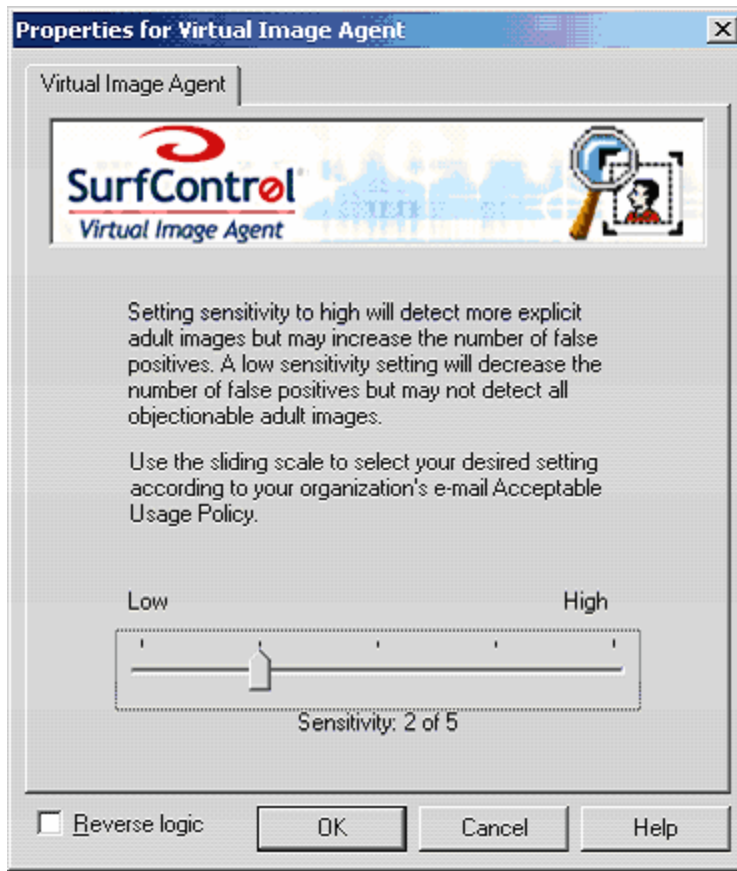 Properties for Virtual Image Agent
Virtual Image Agent
SurfControl
Virtual Image Agent
Setting sensitivity to high will detect more explicit
adult images but may increase the number of false
positives. A low sensitivity setting will decrease the
number of false positives but may not detect all
objectionable adult images.
Use the sliding scale to select your desired setting
according to your organization's e-mail Acceptable
Usage Policy.
Low High
Sensitivity: 2 of 5
Reverse logic OK Cancel Help